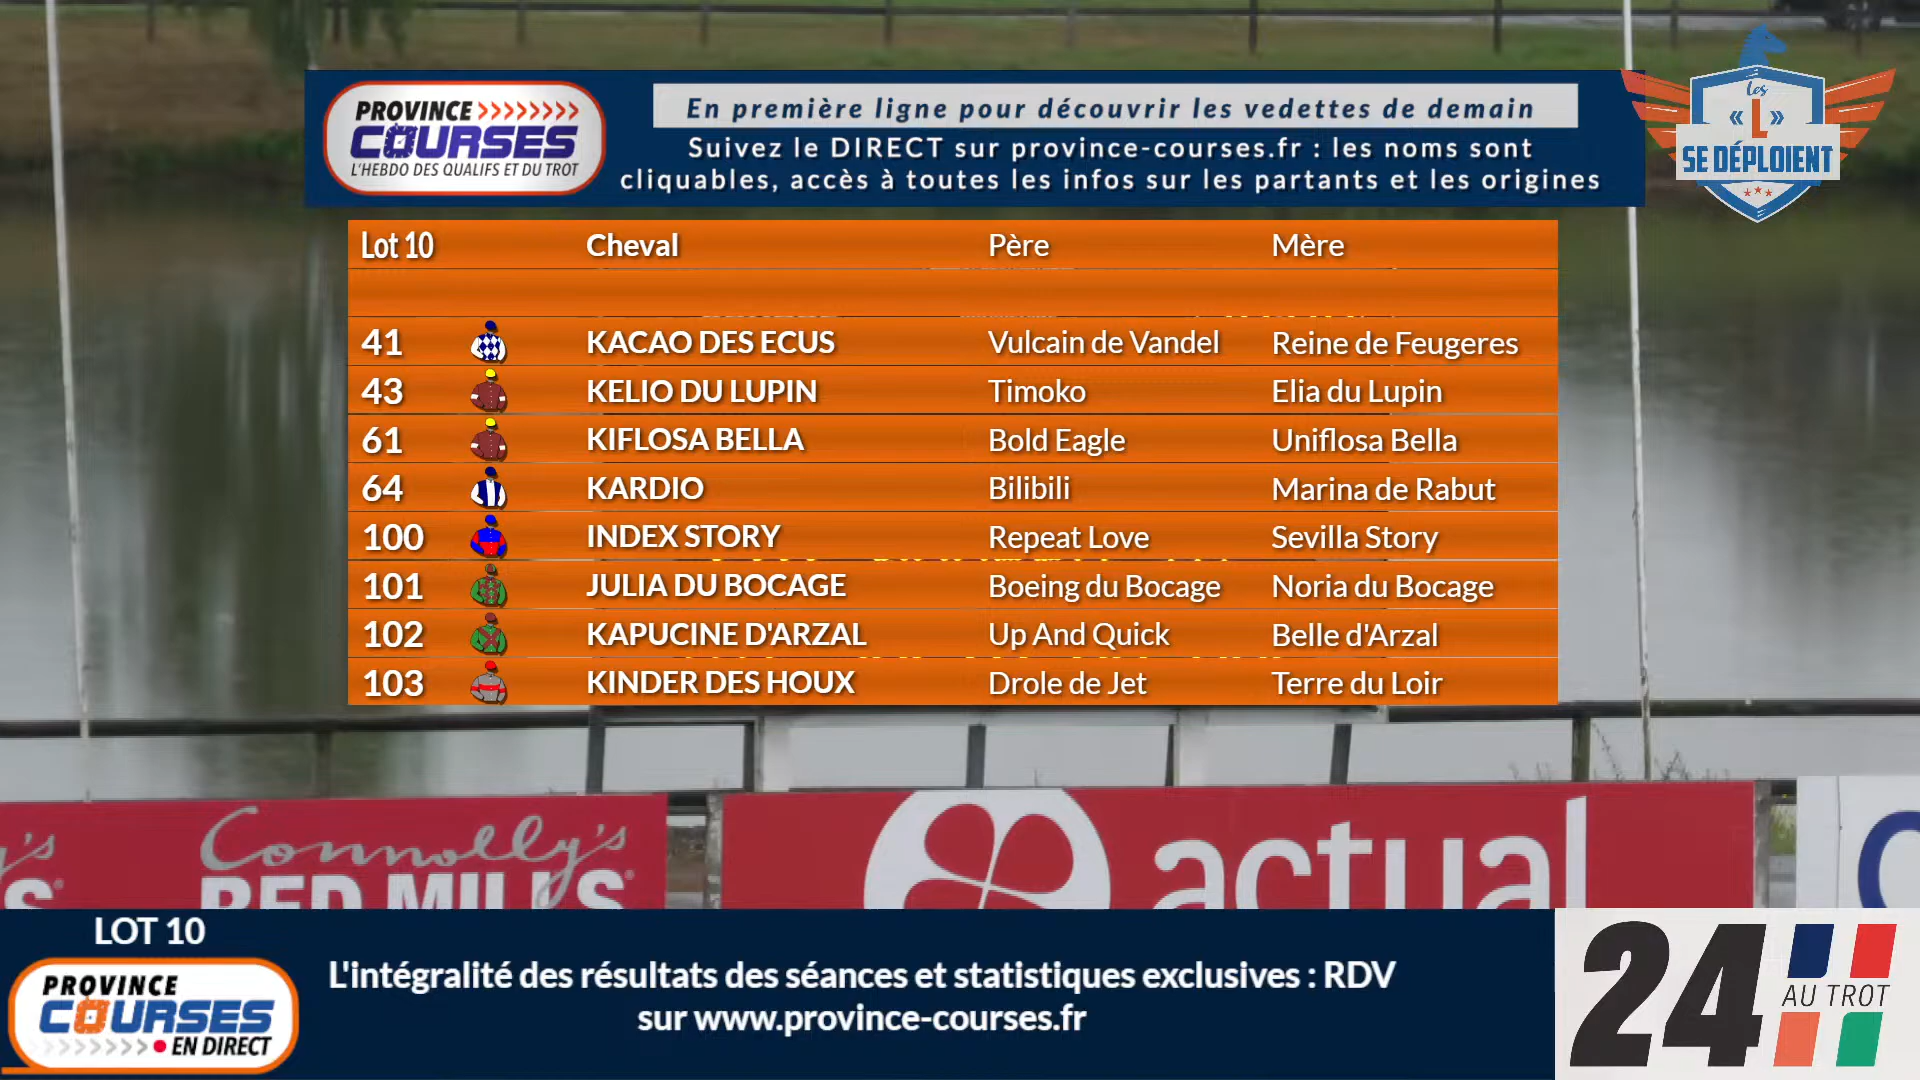 PROVINCE
COURSES
L'HEBDO DES QUALIFS ET DU TROT
En première ligne pour découvrir les vedettes de demain
Suivez le DIRECT sur province-courses.fr : les noms sont
cliquables, accès à toutes les infos sur les partants et les origines
les
« L »
SE DÉPLOIENT
Lot 10 Cheval Père Mère
41 KACAO DES ECUS Vulcain de Vandel Reine de Feugeres
43 KELIO DU LUPIN Timoko Elia du Lupin
61 KIFLOSA BELLA Bold Eagle Uniflosa Bella
64 KARDIO Bilibili Marina de Rabut
100 INDEX STORY Repeat Love Sevilla Story
101 JULIA DU BOCAGE Boeing du Bocage Noria du Bocage
102 KAPUCINE D'ARZAL Up And Quick Belle d'Arzal
103 KINDER DES HOUX Drole de Jet Terre du Loir
Connolly's
RED MILLS
actual
LOT 10
PROVINCE
COURSES
EN DIRECT
L'intégralité des résultats des séances et statistiques exclusives : RDV
sur www.province-courses.fr
24
AU TROT